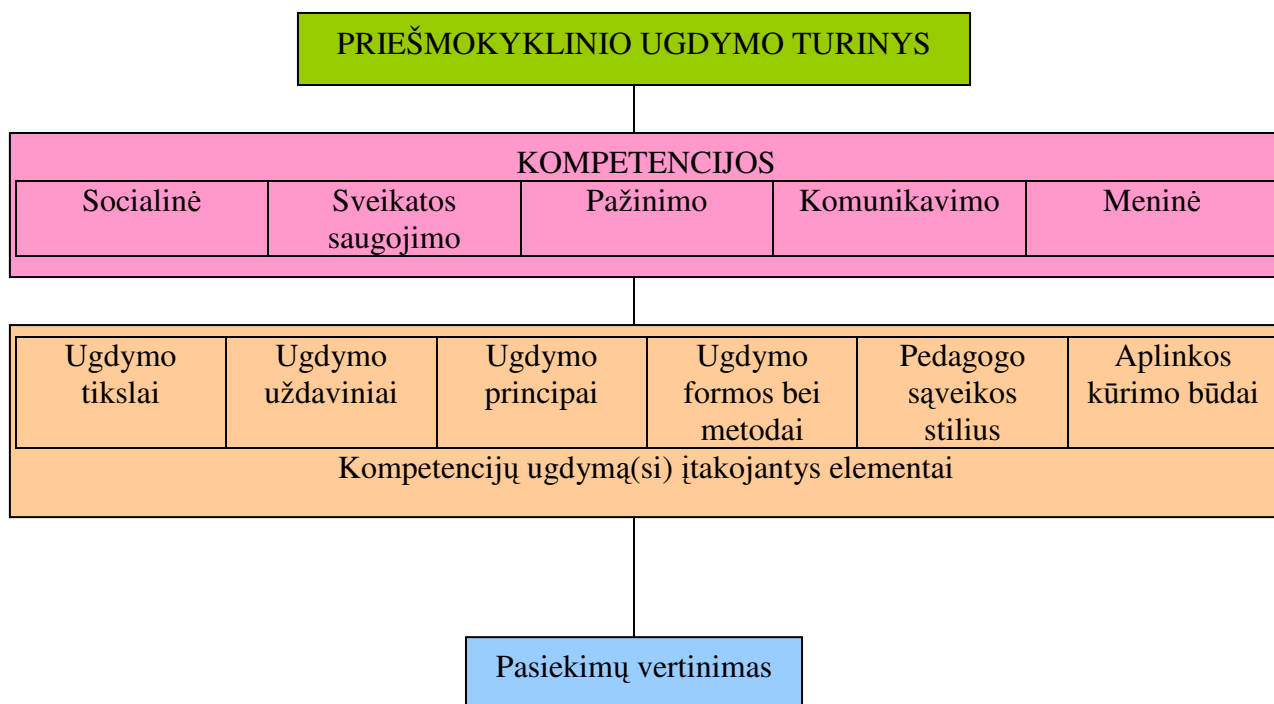 PRIEŠMOKYKLINIO UGDYMO TURINYS
KOMPETENCIJOS
Socialinė
Sveikatos
saugojimo
Pažinimo
Komunikavimo
Meninė
Ugdymo
tikslai
Ugdymo
uždaviniai
Ugdymo
principai
Ugdymo
formos bei
metodai
Pedagogo
sąveikos
stilius
Aplinkos
kūrimo būdai
Kompetencijų ugdymą(si) įtakojantys elementai
Pasiekimų vertinimas